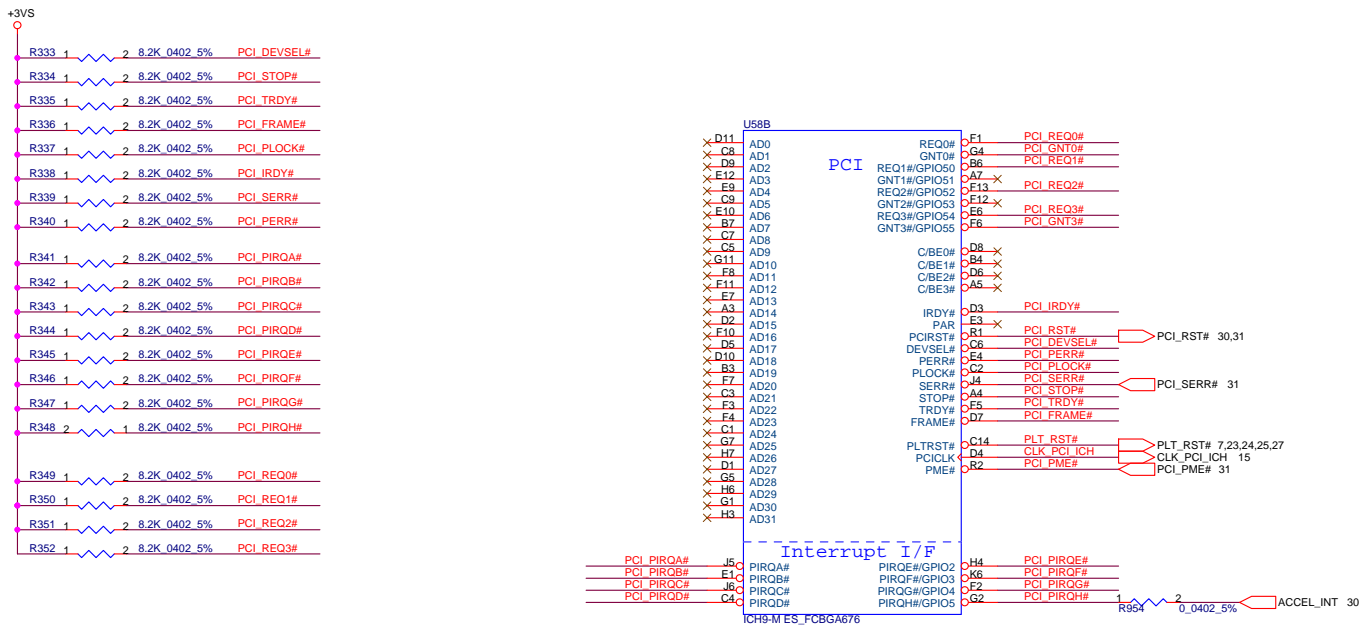 +3VS
R333 1 2 8.2K_0402_5% PCI_DEVSEL#
R334 1 2 8.2K_0402_5% PCI_STOP#
R335 1 2 8.2K_0402_5% PCI_TRDY#
R336 1 2 8.2K_0402_5% PCI_FRAME#
R337 1 2 8.2K_0402_5% PCI_PLOCK#
R338 1 2 8.2K_0402_5% PCI_IRDY#
R339 1 2 8.2K_0402_5% PCI_SERR#
R340 1 2 8.2K_0402_5% PCI_PERR#
R341 1 2 8.2K_0402_5% PCI_PIRQA#
R342 1 2 8.2K_0402_5% PCI_PIRQB#
R343 1 2 8.2K_0402_5% PCI_PIRQC#
R344 1 2 8.2K_0402_5% PCI_PIRQD#
R345 1 2 8.2K_0402_5% PCI_PIRQE#
R346 1 2 8.2K_0402_5% PCI_PIRQF#
R347 1 2 8.2K_0402_5% PCI_PIRQG#
R348 2 1 8.2K_0402_5% PCI_PIRQH#
R349 1 2 8.2K_0402_5% PCI_REQ0#
R350 1 2 8.2K_0402_5% PCI_REQ1#
R351 1 2 8.2K_0402_5% PCI_REQ2#
R352 1 2 8.2K_0402_5% PCI_REQ3#
U58B
PCI
D11 AD0
C8 AD1
D9 AD2
E12 AD3
E9 AD4
C9 AD5
E10 AD6
B7 AD7
C7 AD8
C5 AD9
G11 AD10
F8 AD11
F11 AD12
E7 AD13
A3 AD14
D2 AD15
F10 AD16
D5 AD17
D10 AD18
B3 AD19
F7 AD20
C3 AD21
F3 AD22
F4 AD23
C1 AD24
G7 AD25
H7 AD26
D1 AD27
G5 AD28
H6 AD29
G1 AD30
H3 AD31
REQ0# F1 PCI_REQ0#
GNT0# G4 PCI_GNT0#
REQ1#/GPIO50 B6 PCI_REQ1#
GNT1#/GPIO51 A7
REQ2#/GPIO52 F13 PCI_REQ2#
GNT2#/GPIO53 F12
REQ3#/GPIO54 E6 PCI_REQ3#
GNT3#/GPIO55 F6 PCI_GNT3#
C/BE0# D8
C/BE1# B4
C/BE2# D6
C/BE3# A5
IRDY# D3 PCI_IRDY#
PAR E3
PCIRST# R1 PCI_RST# PCI_RST# 30,31
DEVSEL# C6 PCI_DEVSEL#
PERR# E4 PCI_PERR#
PLOCK# C2 PCI_PLOCK#
SERR# J4 PCI_SERR# PCI_SERR# 31
STOP# A4 PCI_STOP#
TRDY# F5 PCI_TRDY#
FRAME# D7 PCI_FRAME#
PLTRST# C14 PLT_RST# PLT_RST# 7,23,24,25,27
PCICLK D4 CLK_PCI_ICH CLK_PCI_ICH 15
PME# R2 PCI_PME# PCI_PME# 31
Interrupt I/F
PCI_PIRQA# J5 PIRQA# PIRQE#/GPIO2 H4 PCI_PIRQE#
PCI_PIRQB# E1 PIRQB# PIRQF#/GPIO3 K6 PCI_PIRQF#
PCI_PIRQC# J6 PIRQC# PIRQG#/GPIO4 F2 PCI_PIRQG#
PCI_PIRQD# C4 PIRQD# PIRQH#/GPIO5 G2 PCI_PIRQH# 1 2 ACCEL_INT 30
R954 0_0402_5%
ICH9-M ES_FCBGA676